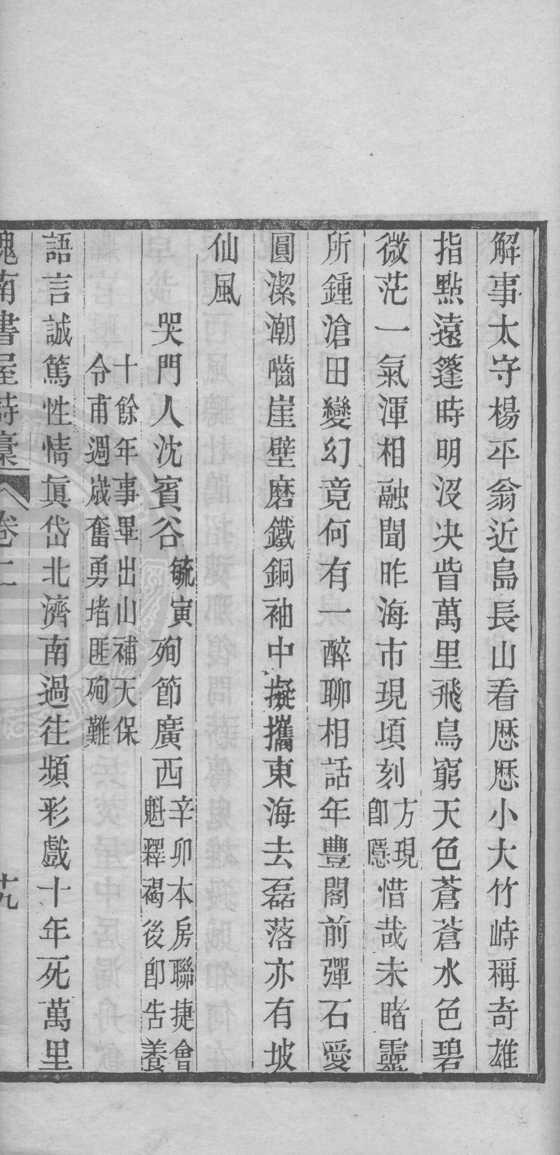 解事太守楊平翁近島長山看厯厯小大竹峙稱奇雄
指點遠篷時明沒决眥萬里飛鳥窮天色蒼蒼水色碧
微茫一氣渾相融聞昨海市現頃刻方現卽隱惜哉未睹靈
所鍾滄田變幻竟何有一醉聊相話年豐閣前彈石愛
圓潔潮嚙崖壁磨鐵銅袖中擬攜東海去磊落亦有坡
仙風
哭門人沈賓谷毓寅殉節廣西辛卯本房聯捷會魁釋褐後卽告養
十餘年事畢出山補天保令甫週歲奮勇堵匪殉難
語言誠篤性情眞岱北濟南過往頻彩戲十年死萬里
南書屋詩稾 卷二 十九